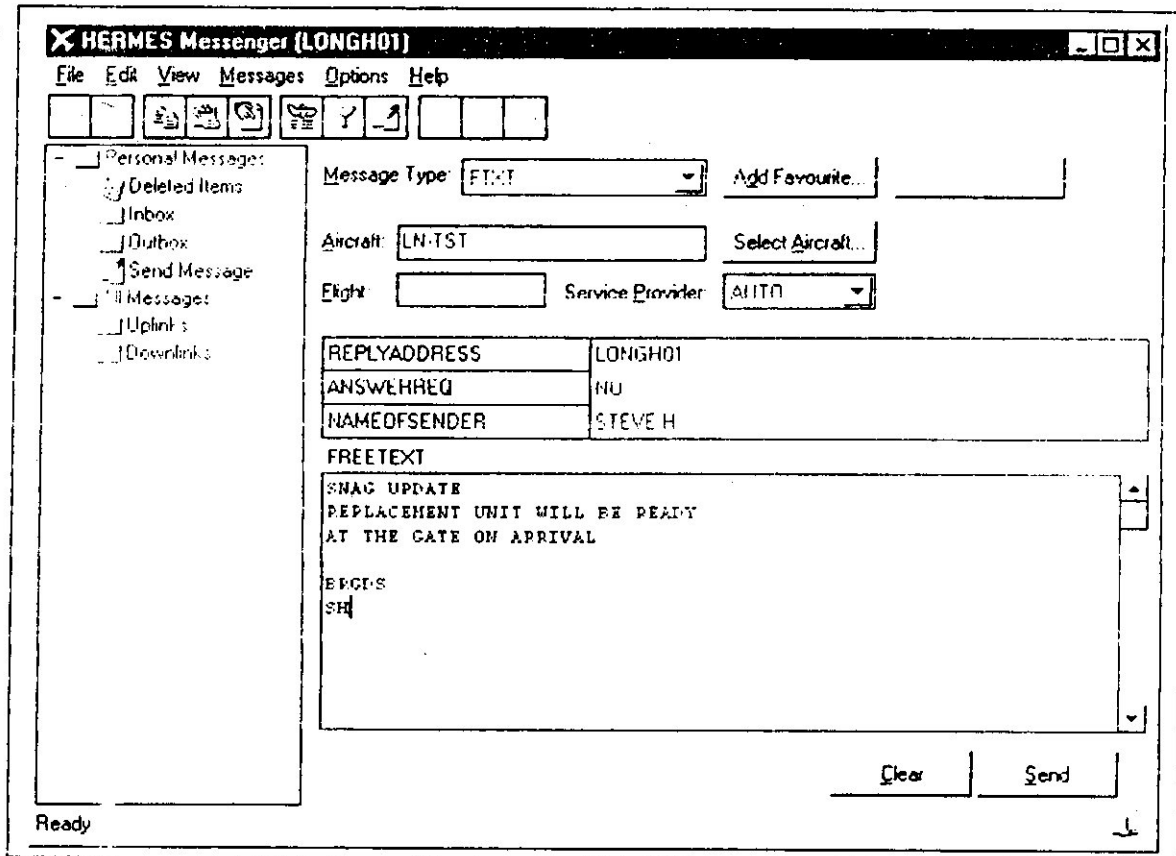 HERMES Messenger (LONGH01)
File Edit View Messages Options Help
Personal Messages
Deleted Items
Inbox
Outbox
Send Message
All Messages
Uplinks
Downlinks
Message Type: FTXT Add Favourite...
Aircraft: LN-TST Select Aircraft...
Flight: Service Provider: AUTO
REPLYADDRESS LONGH01
ANSWERREQ NO
NAMEOFSENDER STEVE H
FREETEXT
SNAG UPDATE
REPLACEMENT UNIT WILL BE READY
AT THE GATE ON ARRIVAL
BRGDS
SH
Clear Send
Ready